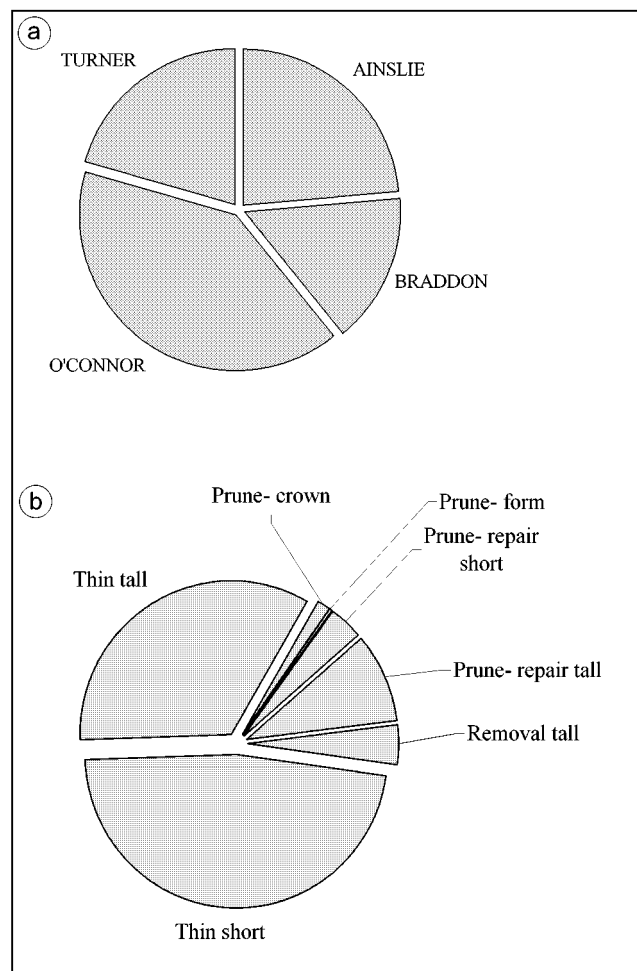 a
TURNER
AINSLIE
BRADDON
O'CONNOR
b
Prune- crown
Prune- form
Prune- repair
short
Thin tall
Prune- repair tall
Removal tall
Thin short